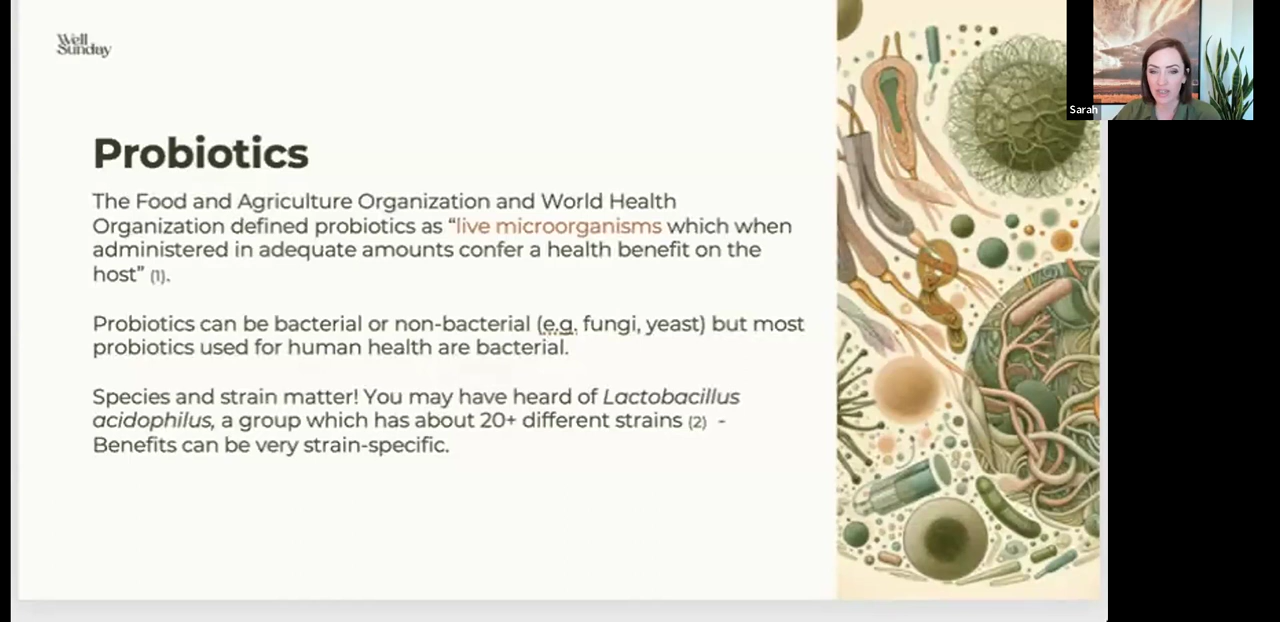 Well
Sunday
Sarah
Probiotics
The Food and Agriculture Organization and World Health
Organization defined probiotics as “live microorganisms which when
administered in adequate amounts confer a health benefit on the
host” (1).
Probiotics can be bacterial or non-bacterial (e.g. fungi, yeast) but most
probiotics used for human health are bacterial.
Species and strain matter! You may have heard of Lactobacillus
acidophilus, a group which has about 20+ different strains (2) -
Benefits can be very strain-specific.